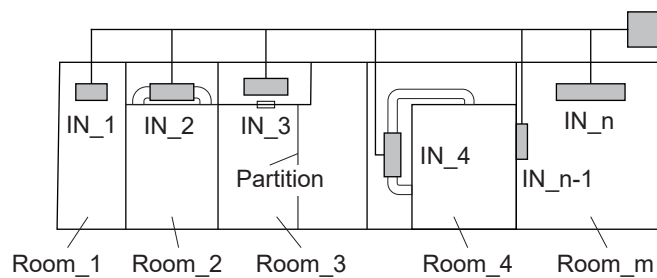 IN_1
IN_2
IN_3
IN_4
IN_n
IN_n-1
Partition
Room_1
Room_2
Room_3
Room_4
Room_m